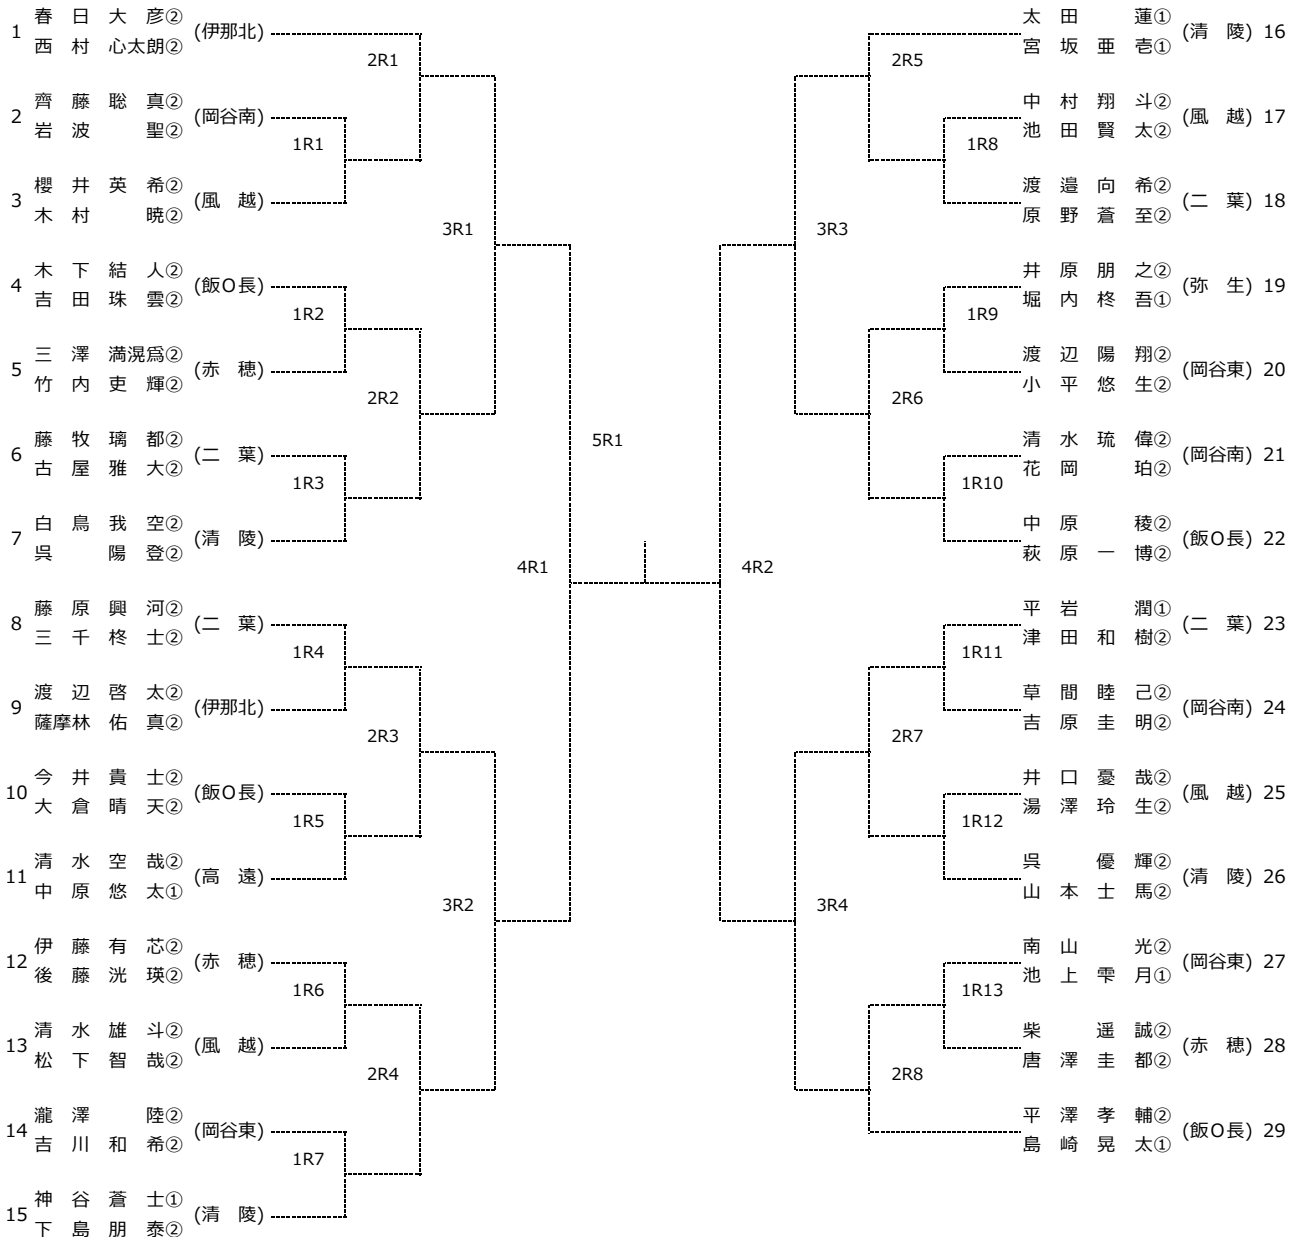 1 春日大彦② (伊那北)
西村心太朗②
2 齊藤聡真② (岡谷南)
岩波聖②
3 櫻井英希② (風越)
木村暁②
4 木下結人② (飯O長)
吉田珠雲②
5 三澤満滉爲② (赤穂)
竹内吏輝②
6 藤牧璃都② (二葉)
古屋雅大②
7 白鳥我空② (清陵)
呉陽登②
8 藤原興河② (二葉)
三千柊士②
9 渡辺啓太② (伊那北)
薩摩林佑真②
10 今井貴士② (飯O長)
大倉晴天②
11 清水空哉② (高遠)
中原悠太①
12 伊藤有芯② (赤穂)
後藤洸瑛②
13 清水雄斗② (風越)
松下智哉②
14 瀧澤陸② (岡谷東)
吉川和希②
15 神谷蒼士① (清陵)
下島朋泰②
1R1
1R2
1R3
1R4
1R5
1R6
1R7
2R1
2R2
2R3
2R4
3R1
3R2
4R1
5R1
4R2
3R3
3R4
2R5
2R6
2R7
2R8
1R8
1R9
1R10
1R11
1R12
1R13
太田蓮① (清陵) 16
宮坂亜壱①
中村翔斗② (風越) 17
池田賢太②
渡邉向希② (二葉) 18
原野蒼至②
井原朋之② (弥生) 19
堀内柊吾①
渡辺陽翔② (岡谷東) 20
小平悠生②
清水琉偉② (岡谷南) 21
花岡珀②
中原稜② (飯O長) 22
萩原一博②
平岩潤① (二葉) 23
津田和樹②
草間睦己② (岡谷南) 24
吉原圭明②
井口憂哉② (風越) 25
湯澤玲生②
呉優輝② (清陵) 26
山本士馬②
南山光② (岡谷東) 27
池上雫月①
柴遥誠② (赤穂) 28
唐澤圭都②
平澤孝輔② (飯O長) 29
島崎晃太①